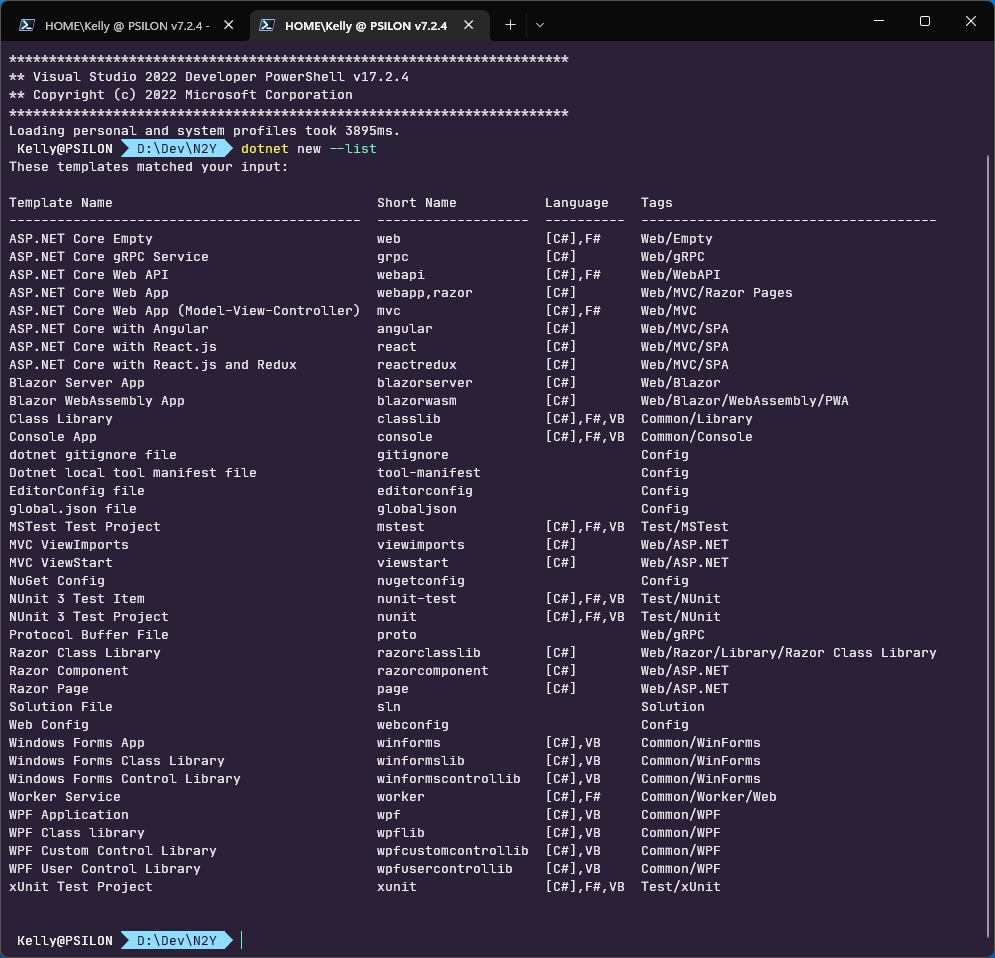 HOME\Kelly @ PSILON v7.2.4 - HOME\Kelly @ PSILON v7.2.4
**********************************************************************
** Visual Studio 2022 Developer PowerShell v17.2.4
** Copyright (c) 2022 Microsoft Corporation
**********************************************************************
Loading personal and system profiles took 3895ms.
Kelly@PSILON D:\Dev\N2Y dotnet new --list
These templates matched your input:
Template Name Short Name Language Tags
-------------------------------------------- ------------------- ---------- -------------------------------------
ASP.NET Core Empty web [C#],F# Web/Empty
ASP.NET Core gRPC Service grpc [C#] Web/gRPC
ASP.NET Core Web API webapi [C#],F# Web/WebAPI
ASP.NET Core Web App webapp,razor [C#] Web/MVC/Razor Pages
ASP.NET Core Web App (Model-View-Controller) mvc [C#],F# Web/MVC
ASP.NET Core with Angular angular [C#] Web/MVC/SPA
ASP.NET Core with React.js react [C#] Web/MVC/SPA
ASP.NET Core with React.js and Redux reactredux [C#] Web/MVC/SPA
Blazor Server App blazorserver [C#] Web/Blazor
Blazor WebAssembly App blazorwasm [C#] Web/Blazor/WebAssembly/PWA
Class Library classlib [C#],F#,VB Common/Library
Console App console [C#],F#,VB Common/Console
dotnet gitignore file gitignore Config
Dotnet local tool manifest file tool-manifest Config
EditorConfig file editorconfig Config
global.json file globaljson Config
MSTest Test Project mstest [C#],F#,VB Test/MSTest
MVC ViewImports viewimports [C#] Web/ASP.NET
MVC ViewStart viewstart [C#] Web/ASP.NET
NuGet Config nugetconfig Config
NUnit 3 Test Item nunit-test [C#],F#,VB Test/NUnit
NUnit 3 Test Project nunit [C#],F#,VB Test/NUnit
Protocol Buffer File proto Web/gRPC
Razor Class Library razorclasslib [C#] Web/Razor/Library/Razor Class Library
Razor Component razorcomponent [C#] Web/ASP.NET
Razor Page page [C#] Web/ASP.NET
Solution File sln Solution
Web Config webconfig Config
Windows Forms App winforms [C#],VB Common/WinForms
Windows Forms Class Library winformslib [C#],VB Common/WinForms
Windows Forms Control Library winformscontrollib [C#],VB Common/WinForms
Worker Service worker [C#],F# Common/Worker/Web
WPF Application wpf [C#],VB Common/WPF
WPF Class library wpflib [C#],VB Common/WPF
WPF Custom Control Library wpfcustomcontrollib [C#],VB Common/WPF
WPF User Control Library wpfusercontrollib [C#],VB Common/WPF
xUnit Test Project xunit [C#],F#,VB Test/xUnit
Kelly@PSILON D:\Dev\N2Y